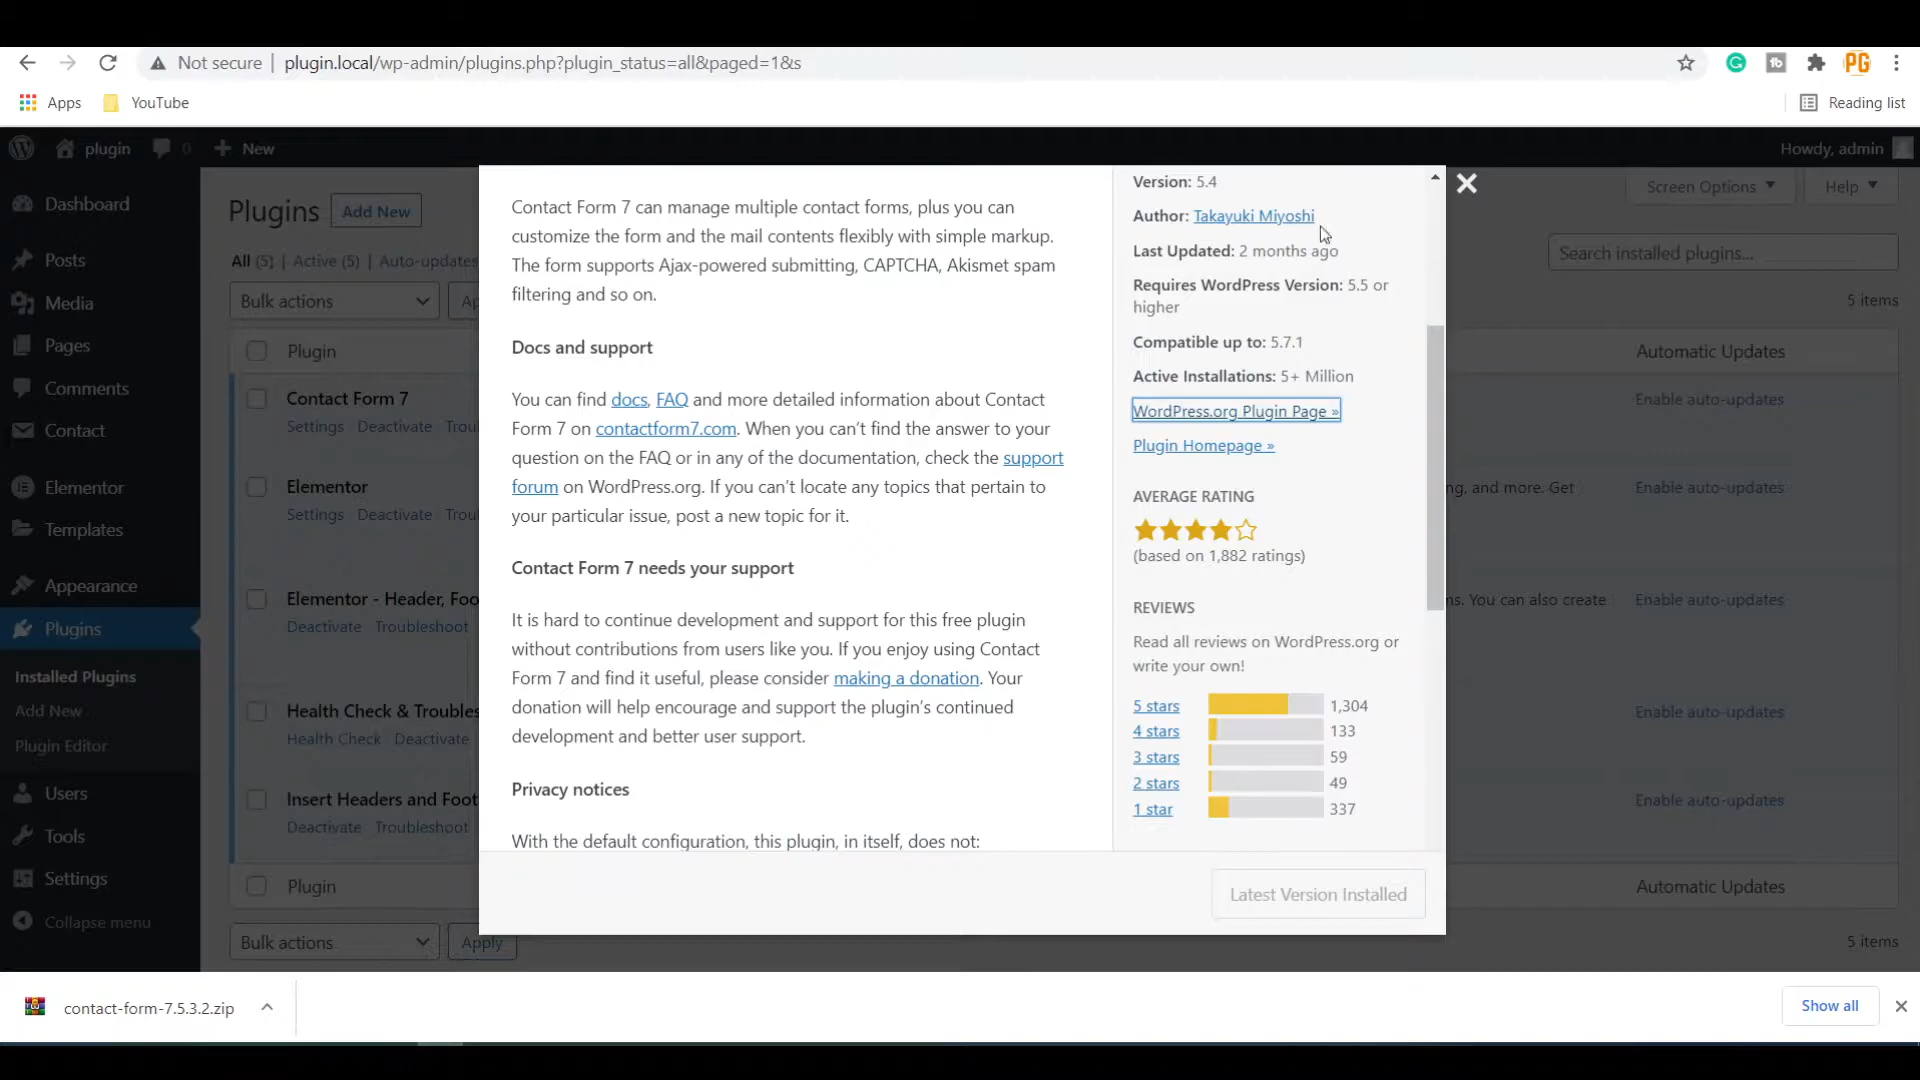 Not secure | plugin.local/wp-admin/plugins.php?plugin_status=all&paged=1&s
PG
Apps
YouTube
Reading list
plugin
0
New
Howdy, admin
Dashboard
Posts
Media
Pages
Comments
Contact
Elementor
Templates
Appearance
Plugins
Installed Plugins
Add New
Plugin Editor
Users
Tools
Settings
Collapse menu
Plugins
Add New
Screen Options
Help
All (5) | Active (5) | Auto-updates
Search installed plugins...
Bulk actions
Ap
5 items
Plugin
Automatic Updates
Contact Form 7
Settings Deactivate Trou
Enable auto-updates
Elementor
Settings Deactivate Trou
ng, and more. Get
Enable auto-updates
Elementor - Header, Foo
Deactivate Troubleshoot
ns. You can also create
Enable auto-updates
Health Check & Troubles
Health Check Deactivate
Enable auto-updates
Insert Headers and Foot
Deactivate Troubleshoot
Enable auto-updates
Plugin
Automatic Updates
Bulk actions
Apply
5 items
Contact Form 7 can manage multiple contact forms, plus you can
customize the form and the mail contents flexibly with simple markup.
The form supports Ajax-powered submitting, CAPTCHA, Akismet spam
filtering and so on.
Docs and support
You can find docs, FAQ and more detailed information about Contact
Form 7 on contactform7.com. When you can't find the answer to your
question on the FAQ or in any of the documentation, check the support
forum on WordPress.org. If you can't locate any topics that pertain to
your particular issue, post a new topic for it.
Contact Form 7 needs your support
It is hard to continue development and support for this free plugin
without contributions from users like you. If you enjoy using Contact
Form 7 and find it useful, please consider making a donation. Your
donation will help encourage and support the plugin's continued
development and better user support.
Privacy notices
With the default configuration, this plugin, in itself, does not:
Version: 5.4
Author: Takayuki Miyoshi
Last Updated: 2 months ago
Requires WordPress Version: 5.5 or
higher
Compatible up to: 5.7.1
Active Installations: 5+ Million
WordPress.org Plugin Page »
Plugin Homepage »
AVERAGE RATING
(based on 1,882 ratings)
REVIEWS
Read all reviews on WordPress.org or
write your own!
5 stars 1,304
4 stars 133
3 stars 59
2 stars 49
1 star 337
Latest Version Installed
contact-form-7.5.3.2.zip
Show all